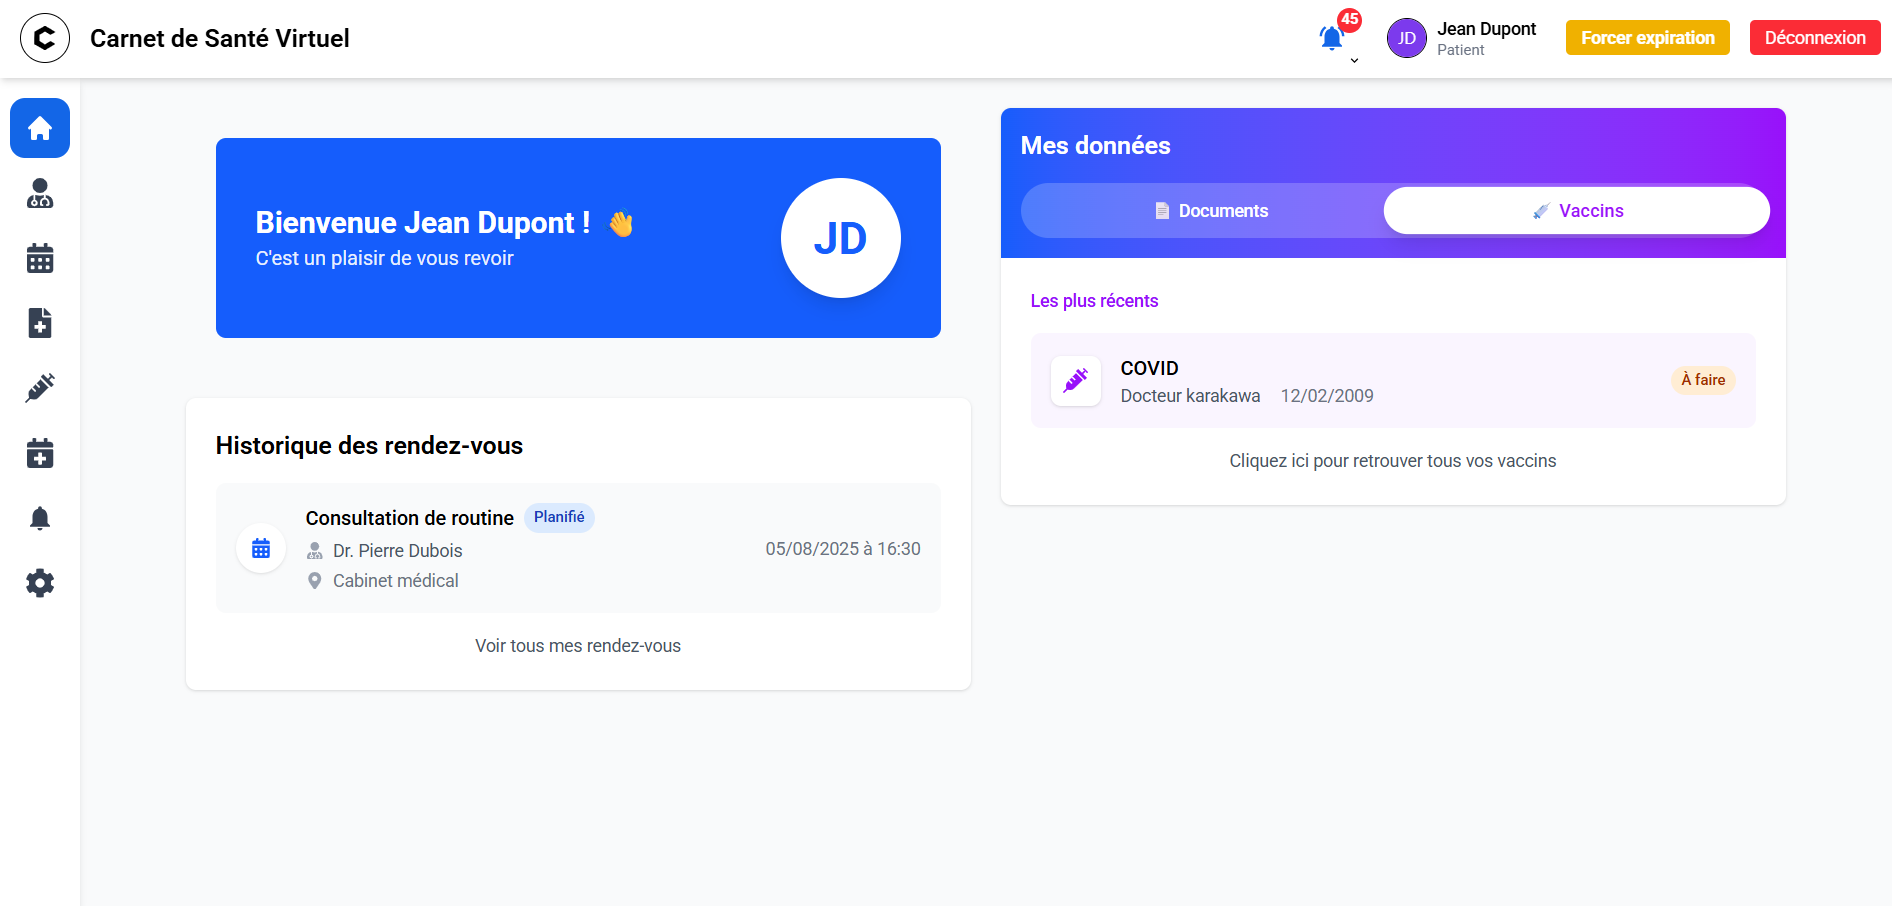 Carnet de Santé Virtuel
45
JD
Jean Dupont
Patient
Forcer expiration
Déconnexion
Bienvenue Jean Dupont ! 👋
C'est un plaisir de vous revoir
JD
Historique des rendez-vous
Consultation de routine Planifié
Dr. Pierre Dubois
Cabinet médical
05/08/2025 à 16:30
Voir tous mes rendez-vous
Mes données
Documents
Vaccins
Les plus récents
COVID
Docteur karakawa 12/02/2009
À faire
Cliquez ici pour retrouver tous vos vaccins